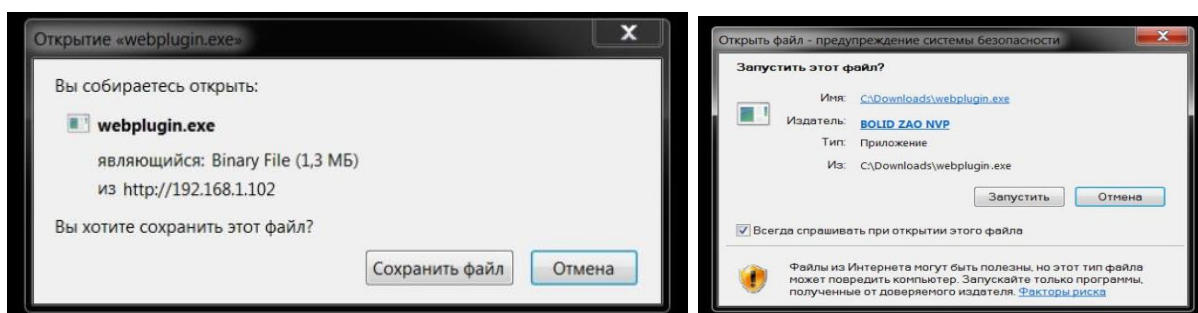 Открытие «webplugin.exe»
Вы собираетесь открыть:
webplugin.exe
являющийся: Binary File (1,3 МБ)
из http://192.168.1.102
Вы хотите сохранить этот файл?
Сохранить файл
Отмена
Открыть файл - предупреждение системы безопасности
Запустить этот файл?
Имя: C:\Downloads\webplugin.exe
Издатель: BOLID ZAO NVP
Тип: Приложение
Из: C:\Downloads\webplugin.exe
Запустить
Отмена
Всегда спрашивать при открытии этого файла
Файлы из Интернета могут быть полезны, но этот тип файла
может повредить компьютер. Запускайте только программы,
полученные от доверяемого издателя. Факторы риска